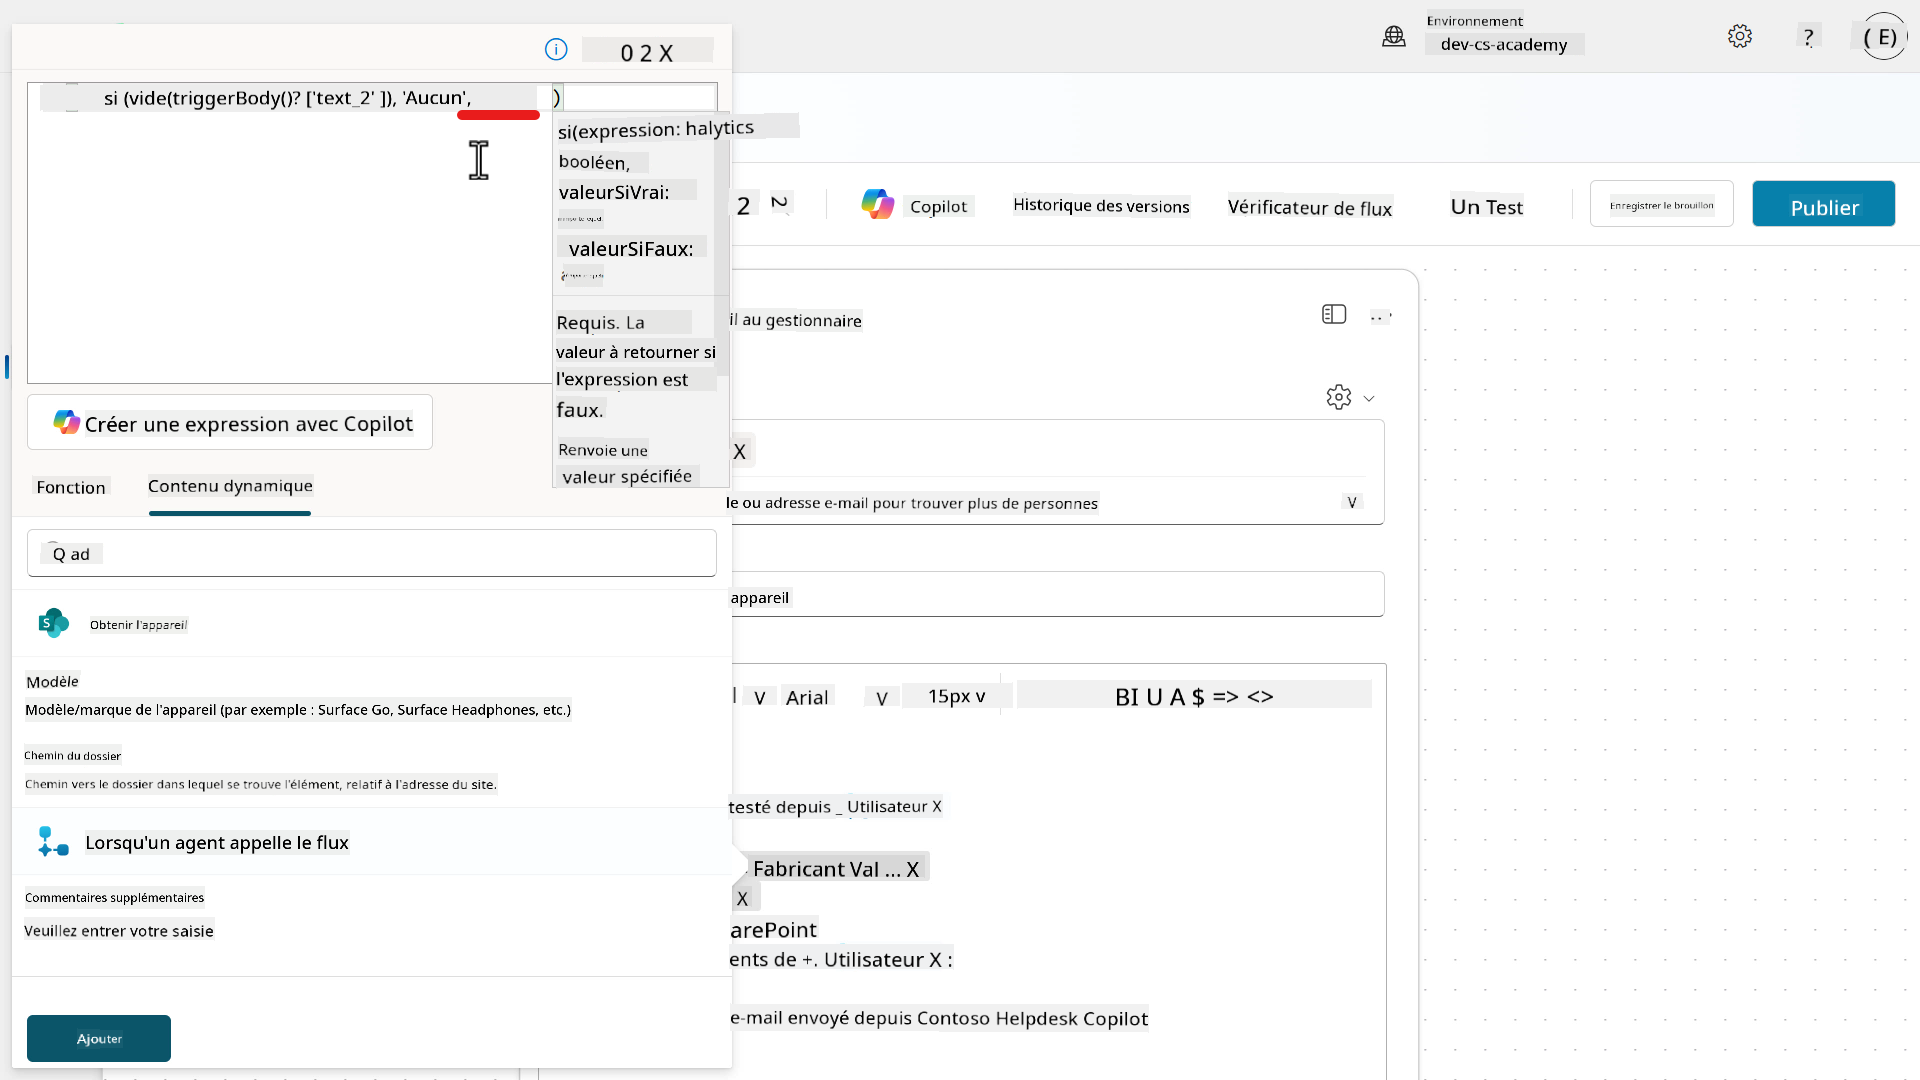 Environnement
dev-cs-academy
?
( E)
0 2 X
si (vide(triggerBody()? ['text_2' ]), 'Aucun', )
si(expression: halytics
booléen,
valeurSiVrai:
valeurSiFaux:
Requis. La
valeur à retourner si
l'expression est
faux.
Renvoie une
valeur spécifiée
2
Copilot
Historique des versions
Vérificateur de flux
Un Test
Enregistrer le brouillon
Publier
il au gestionnaire
Créer une expression avec Copilot
X
Fonction
Contenu dynamique
le ou adresse e-mail pour trouver plus de personnes
V
Q ad
appareil
S
Obtenir l'appareil
Modèle
Modèle/marque de l'appareil (par exemple : Surface Go, Surface Headphones, etc.)
V Arial V 15px v BI U A $ => <>
Chemin du dossier
Chemin vers le dossier dans lequel se trouve l'élément, relatif à l'adresse du site.
testé depuis _ Utilisateur X
Lorsqu'un agent appelle le flux
Fabricant Val ... X
X
Commentaires supplémentaires
Veuillez entrer votre saisie
arePoint
ents de +. Utilisateur X :
e-mail envoyé depuis Contoso Helpdesk Copilot
Ajouter